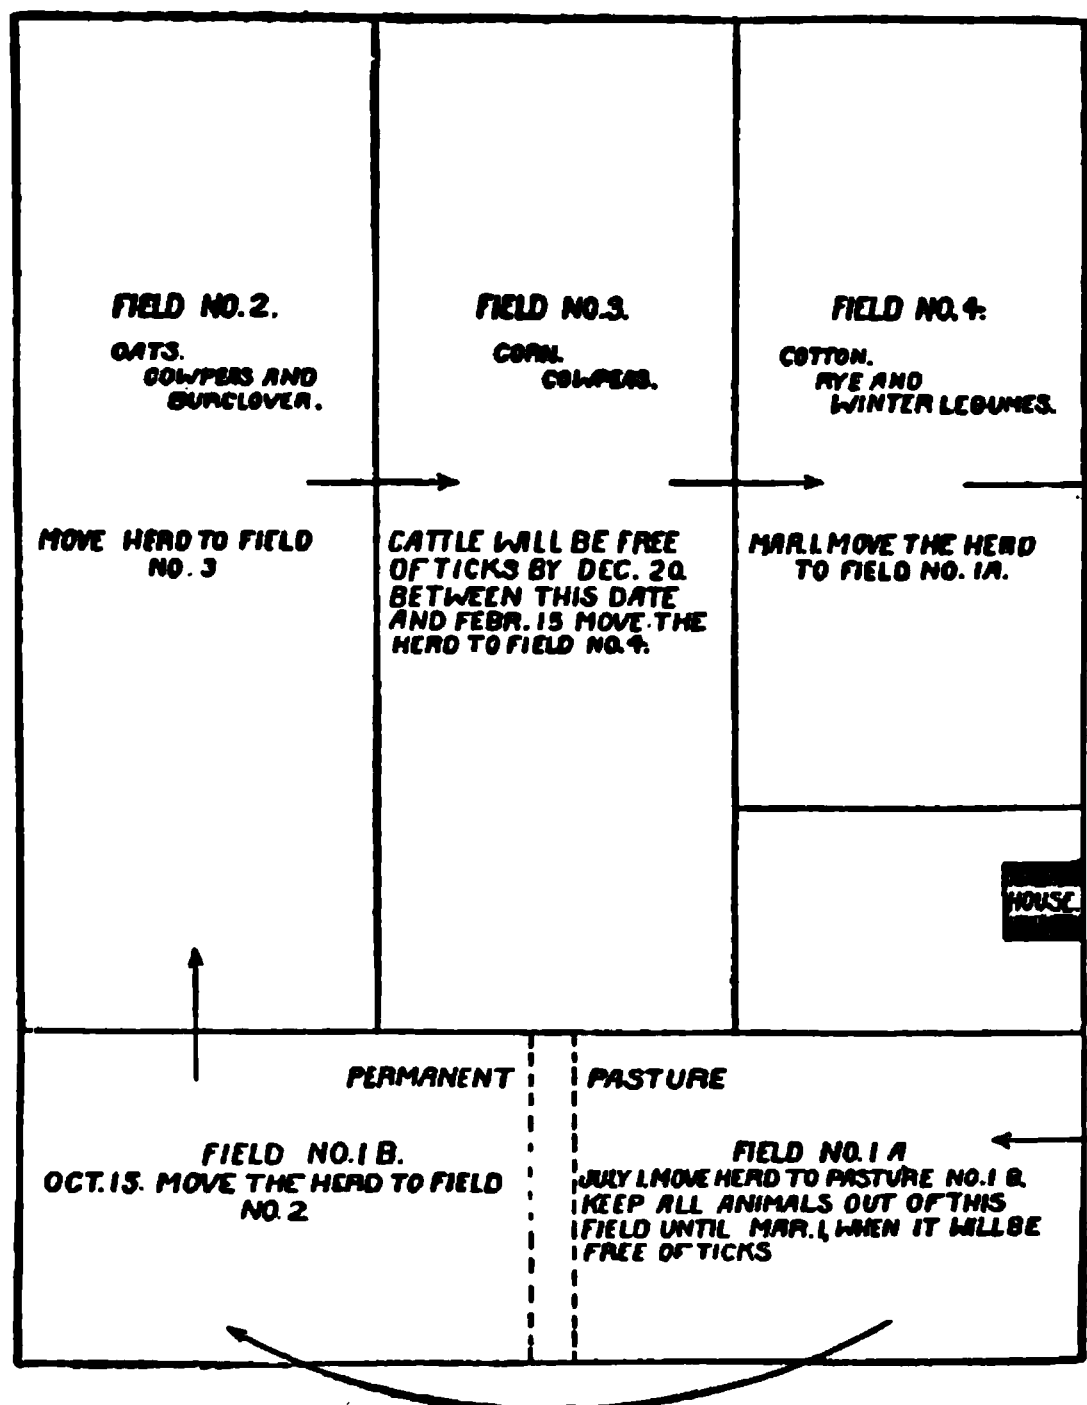 FIELD NO. 2.
OATS.
COWPEAS AND
BURCLOVER.
MOVE HERD TO FIELD
NO. 3
FIELD NO. 3.
CORN.
COWPEAS.
CATTLE WILL BE FREE
OF TICKS BY DEC. 20.
BETWEEN THIS DATE
AND FEBR. 15 MOVE THE
HERD TO FIELD NO. 4.
FIELD NO. 4.
COTTON.
RYE AND
WINTER LEGUMES.
MAR. 1. MOVE THE HERD
TO FIELD NO. 1A.
HOUSE.
PERMANENT PASTURE
FIELD NO. 1 B.
OCT. 15. MOVE THE HERD TO FIELD
NO. 2
FIELD NO. 1 A
JULY 1. MOVE HERD TO PASTURE NO. 1 B.
KEEP ALL ANIMALS OUT OF THIS
FIELD UNTIL MAR. 1, WHEN IT WILL BE
FREE OF TICKS